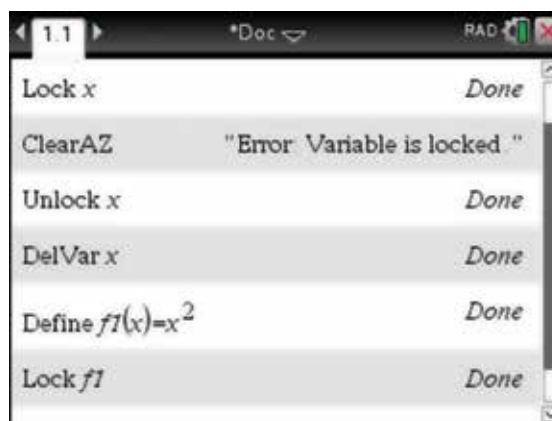 1.1 *Doc RAD
Lock x Done
ClearAZ "Error: Variable is locked."
Unlock x Done
DelVar x Done
Define f1(x)=x² Done
Lock f1 Done